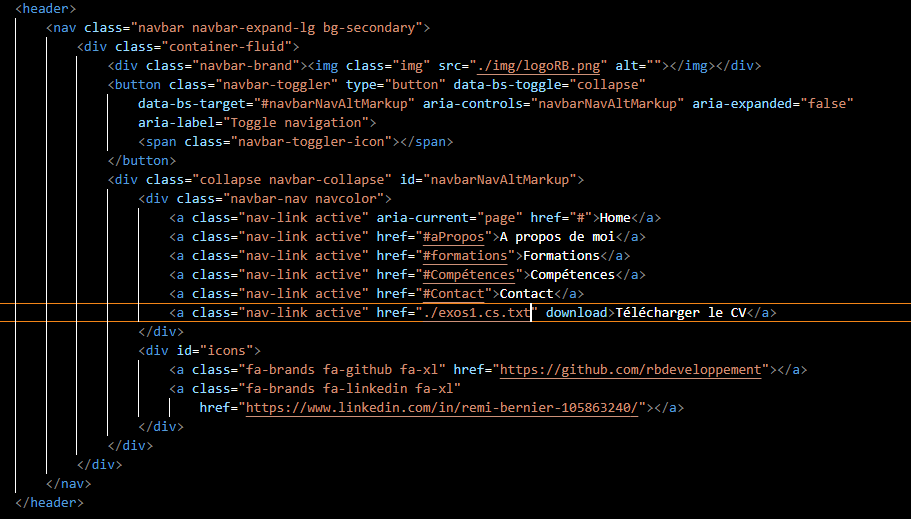 <header>
<nav class="navbar navbar-expand-lg bg-secondary">
<div class="container-fluid">
<div class="navbar-brand"><img class="img" src="./img/logoRB.png" alt=""></img></div>
<button class="navbar-toggler" type="button" data-bs-toggle="collapse"
data-bs-target="#navbarNavAltMarkup" aria-controls="navbarNavAltMarkup" aria-expanded="false"
aria-label="Toggle navigation">
<span class="navbar-toggler-icon"></span>
</button>
<div class="collapse navbar-collapse" id="navbarNavAltMarkup">
<div class="navbar-nav navcolor">
<a class="nav-link active" aria-current="page" href="#">Home</a>
<a class="nav-link active" href="#aPropos">A propos de moi</a>
<a class="nav-link active" href="#formations">Formations</a>
<a class="nav-link active" href="#Compétences">Compétences</a>
<a class="nav-link active" href="#Contact">Contact</a>
<a class="nav-link active" href="./exos1.cs.txt" download>Télécharger le CV</a>
</div>
<div id="icons">
<a class="fa-brands fa-github fa-xl" href="https://github.com/rbdeveloppement"></a>
<a class="fa-brands fa-linkedin fa-xl"
href="https://www.linkedin.com/in/remi-bernier-105863240/"></a>
</div>
</div>
</div>
</nav>
</header>